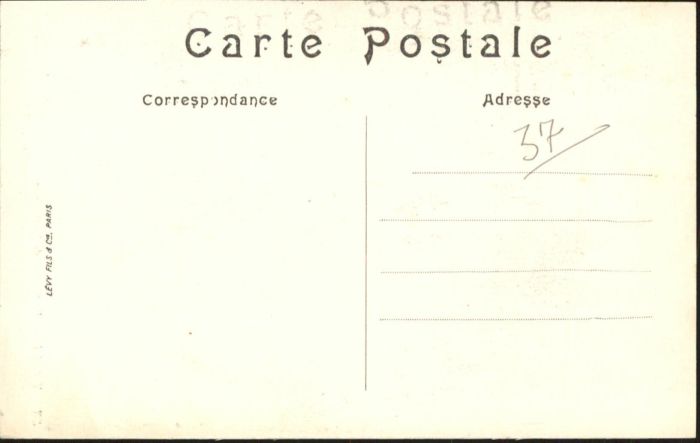 Carte Postale
Correspondance
Adresse
37
LÉVY FILS & Cie, PARIS